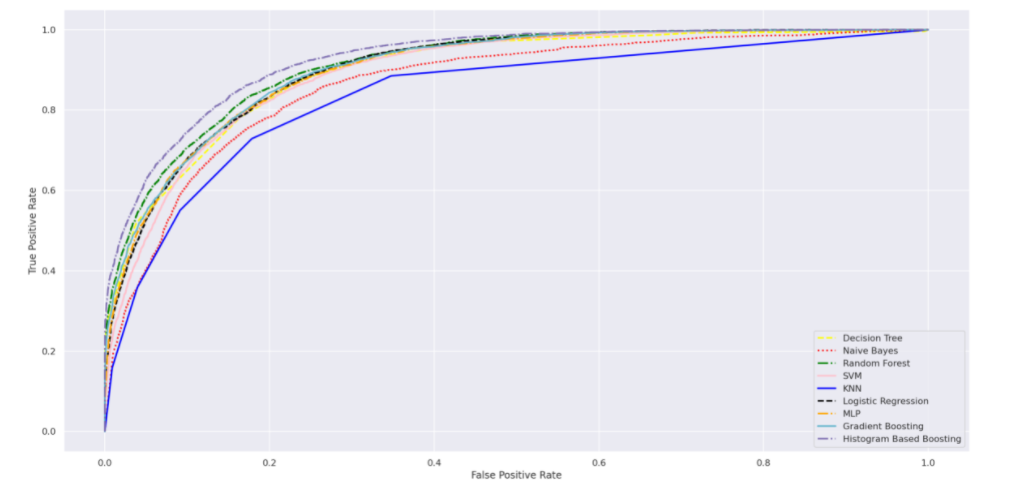 1.0
0.8
0.6
0.4
0.2
0.0
True Positive Rate
0.0 0.2 0.4 0.6 0.8 1.0
False Positive Rate
Decision Tree
Naive Bayes
Random Forest
SVM
KNN
Logistic Regression
MLP
Gradient Boosting
Histogram Based Boosting